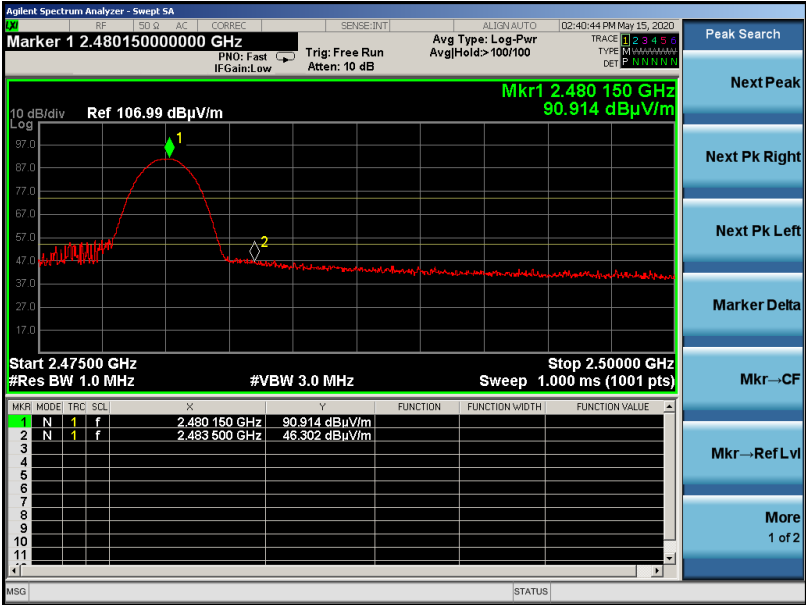 Agilent Spectrum Analyzer - Swept SA
LXI RF 50 Ω AC CORREC SENSE:INT ALIGNAUTO 02:40:44 PM May 15, 2020
Marker 1 2.480150000000 GHz
PNO: Fast
IFGain:Low
Trig: Free Run
Atten: 10 dB
Avg Type: Log-Pwr
Avg|Hold:>100/100
TRACE 1 2 3 4 5 6
TYPE MWWWWW
DET P N N N N N
Mkr1 2.480 150 GHz
90.914 dBµV/m
10 dB/div Ref 106.99 dBµV/m
Log
97.0
87.0
77.0
67.0
57.0
47.0
37.0
27.0
17.0
1
2
Start 2.47500 GHz Stop 2.50000 GHz
#Res BW 1.0 MHz #VBW 3.0 MHz Sweep 1.000 ms (1001 pts)
MKR MODE TRC SCL X Y FUNCTION FUNCTION WIDTH FUNCTION VALUE
1 N 1 f 2.480 150 GHz 90.914 dBµV/m
2 N 1 f 2.483 500 GHz 46.302 dBµV/m
3
4
5
6
7
8
9
10
11
MSG STATUS
Peak Search
Next Peak
Next Pk Right
Next Pk Left
Marker Delta
Mkr→CF
Mkr→Ref Lvl
More
1 of 2